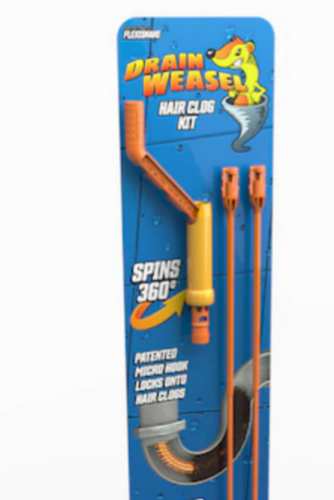 FLEXISNAKE
DRAIN
WEASEL
HAIR CLOG
KIT
SPINS
360°
PATENTED
MICRO HOOK
LOCKS ONTO
HAIR CLOGS